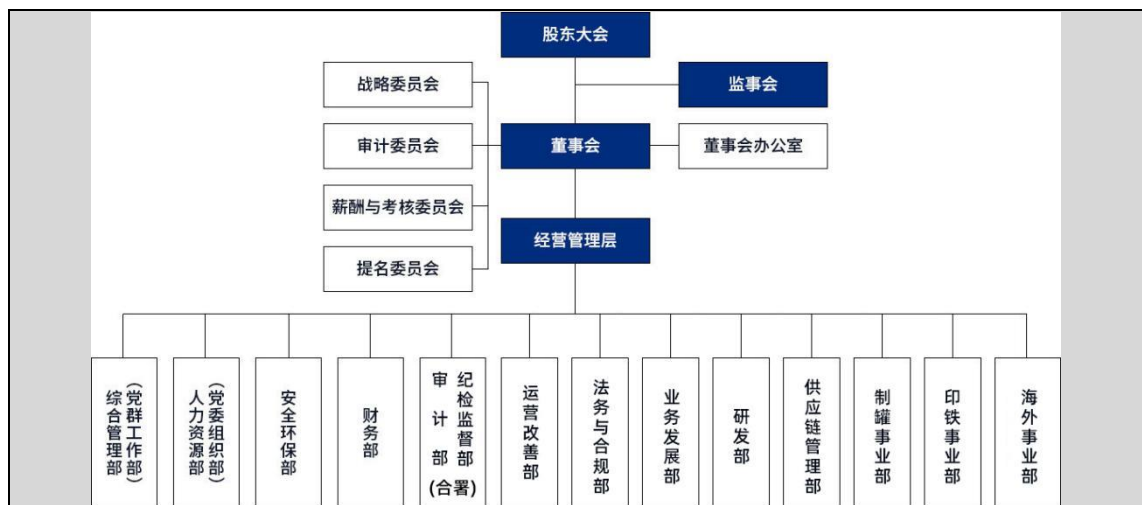 股东大会
战略委员会
监事会
审计委员会
董事会
董事会办公室
薪酬与考核委员会
经营管理层
提名委员会
综合管理部
(党群工作部)
人力资源部
(党委组织部)
安全环保部
财务部
审计部
纪检监督部
(合署)
运营改善部
法务与合规部
业务发展部
研发部
供应链管理部
制罐事业部
印铁事业部
海外事业部